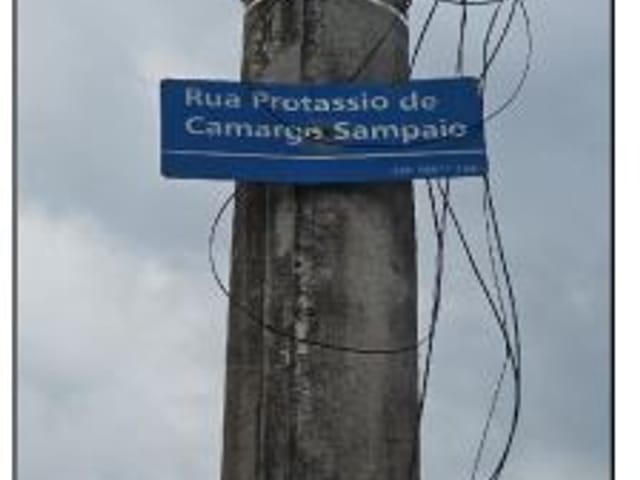 Rua Protassio de
Camargo Sampaio